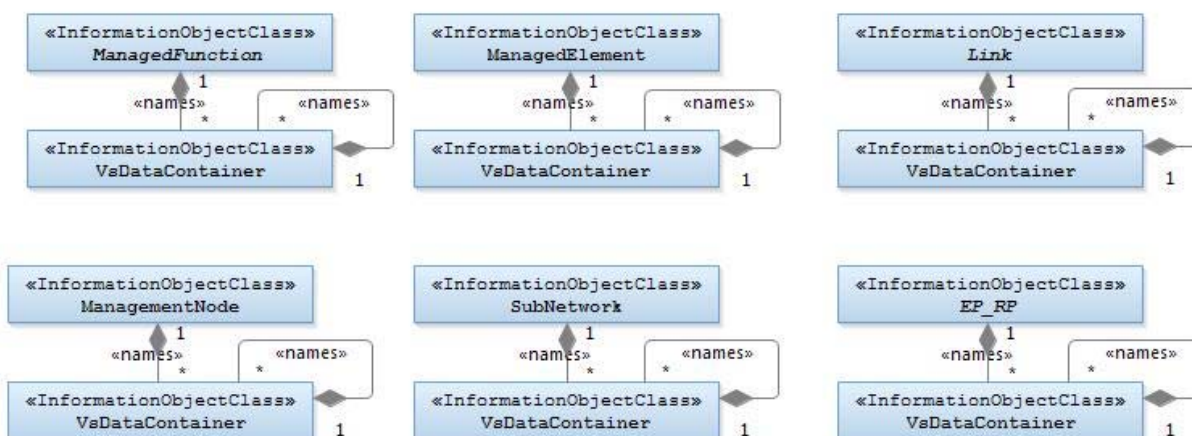 «InformationObjectClass»
ManagedFunction
1
«names»
«names»
*
*
«InformationObjectClass»
VsDataContainer
1
«InformationObjectClass»
ManagedElement
1
«names»
«names»
*
*
«InformationObjectClass»
VsDataContainer
1
«InformationObjectClass»
Link
1
«names»
«names»
*
*
«InformationObjectClass»
VsDataContainer
1
«InformationObjectClass»
ManagementNode
1
«names»
«names»
*
*
«InformationObjectClass»
VsDataContainer
1
«InformationObjectClass»
SubNetwork
1
«names»
«names»
*
*
«InformationObjectClass»
VsDataContainer
1
«InformationObjectClass»
EP_RP
1
«names»
«names»
*
*
«InformationObjectClass»
VsDataContainer
1